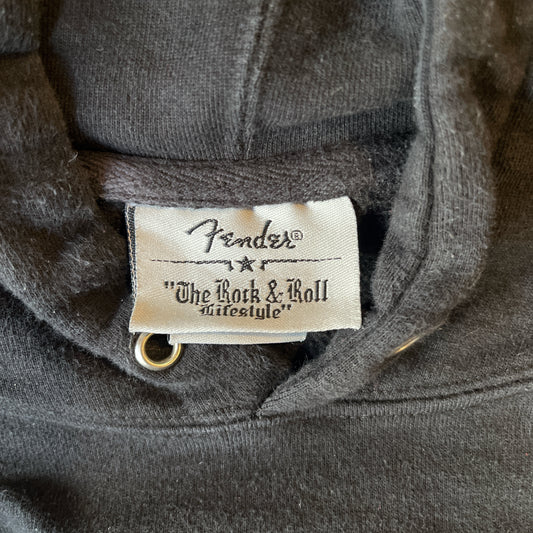 Fender®
"The Rock & Roll
Lifestyle"